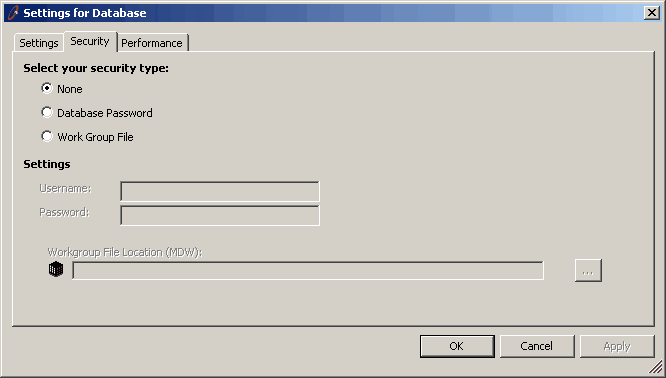 Settings for Database
Settings Security Performance
Select your security type:
None
Database Password
Work Group File
Settings
Username:
Password:
Workgroup File Location (MDW):
...
OK Cancel Apply